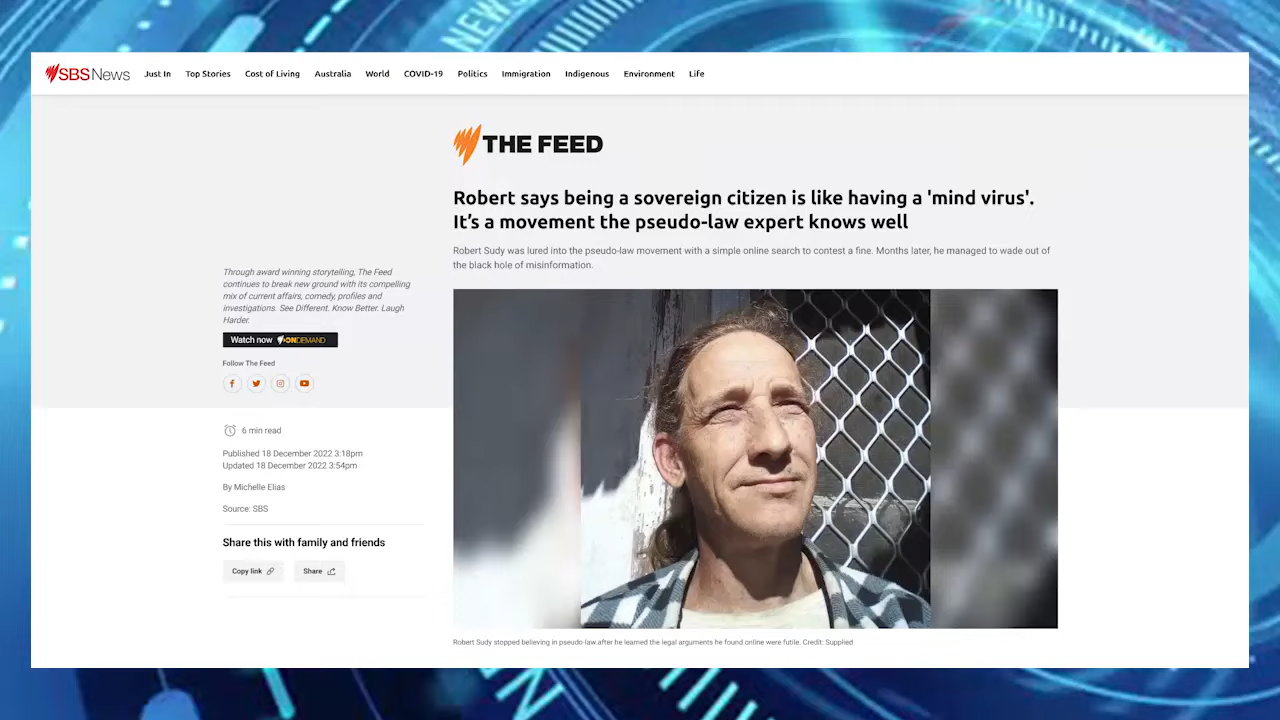 NEWS
SBS News
Just In
Top Stories
Cost of Living
Australia
World
COVID-19
Politics
Immigration
Indigenous
Environment
Life
THE FEED
Robert says being a sovereign citizen is like having a 'mind virus'.
It's a movement the pseudo-law expert knows well
Robert Sudy was lured into the pseudo-law movement with a simple online search to contest a fine. Months later, he managed to wade out of
the black hole of misinformation.
Through award winning storytelling, The Feed
continues to break new ground with its compelling
mix of current affairs, comedy, profiles and
investigations. See Different. Know Better. Laugh
Harder.
Watch now ONDEMAND
Follow The Feed
6 min read
Published 18 December 2022 3:18pm
Updated 18 December 2022 3:54pm
By Michelle Elias
Source: SBS
Share this with family and friends
Copy link
Share
Robert Sudy stopped believing in pseudo-law after he learned the legal arguments he found online were futile. Credit: Supplied